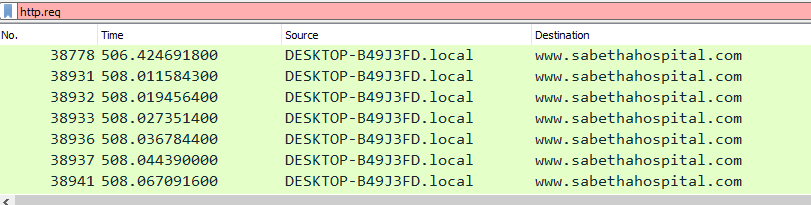 http.req
No. Time Source Destination
38778 506.424691800 DESKTOP-B49J3FD.local www.sabethahospital.com
38931 508.011584300 DESKTOP-B49J3FD.local www.sabethahospital.com
38932 508.019456400 DESKTOP-B49J3FD.local www.sabethahospital.com
38933 508.027351400 DESKTOP-B49J3FD.local www.sabethahospital.com
38936 508.036784400 DESKTOP-B49J3FD.local www.sabethahospital.com
38937 508.044390000 DESKTOP-B49J3FD.local www.sabethahospital.com
38941 508.067091600 DESKTOP-B49J3FD.local www.sabethahospital.com